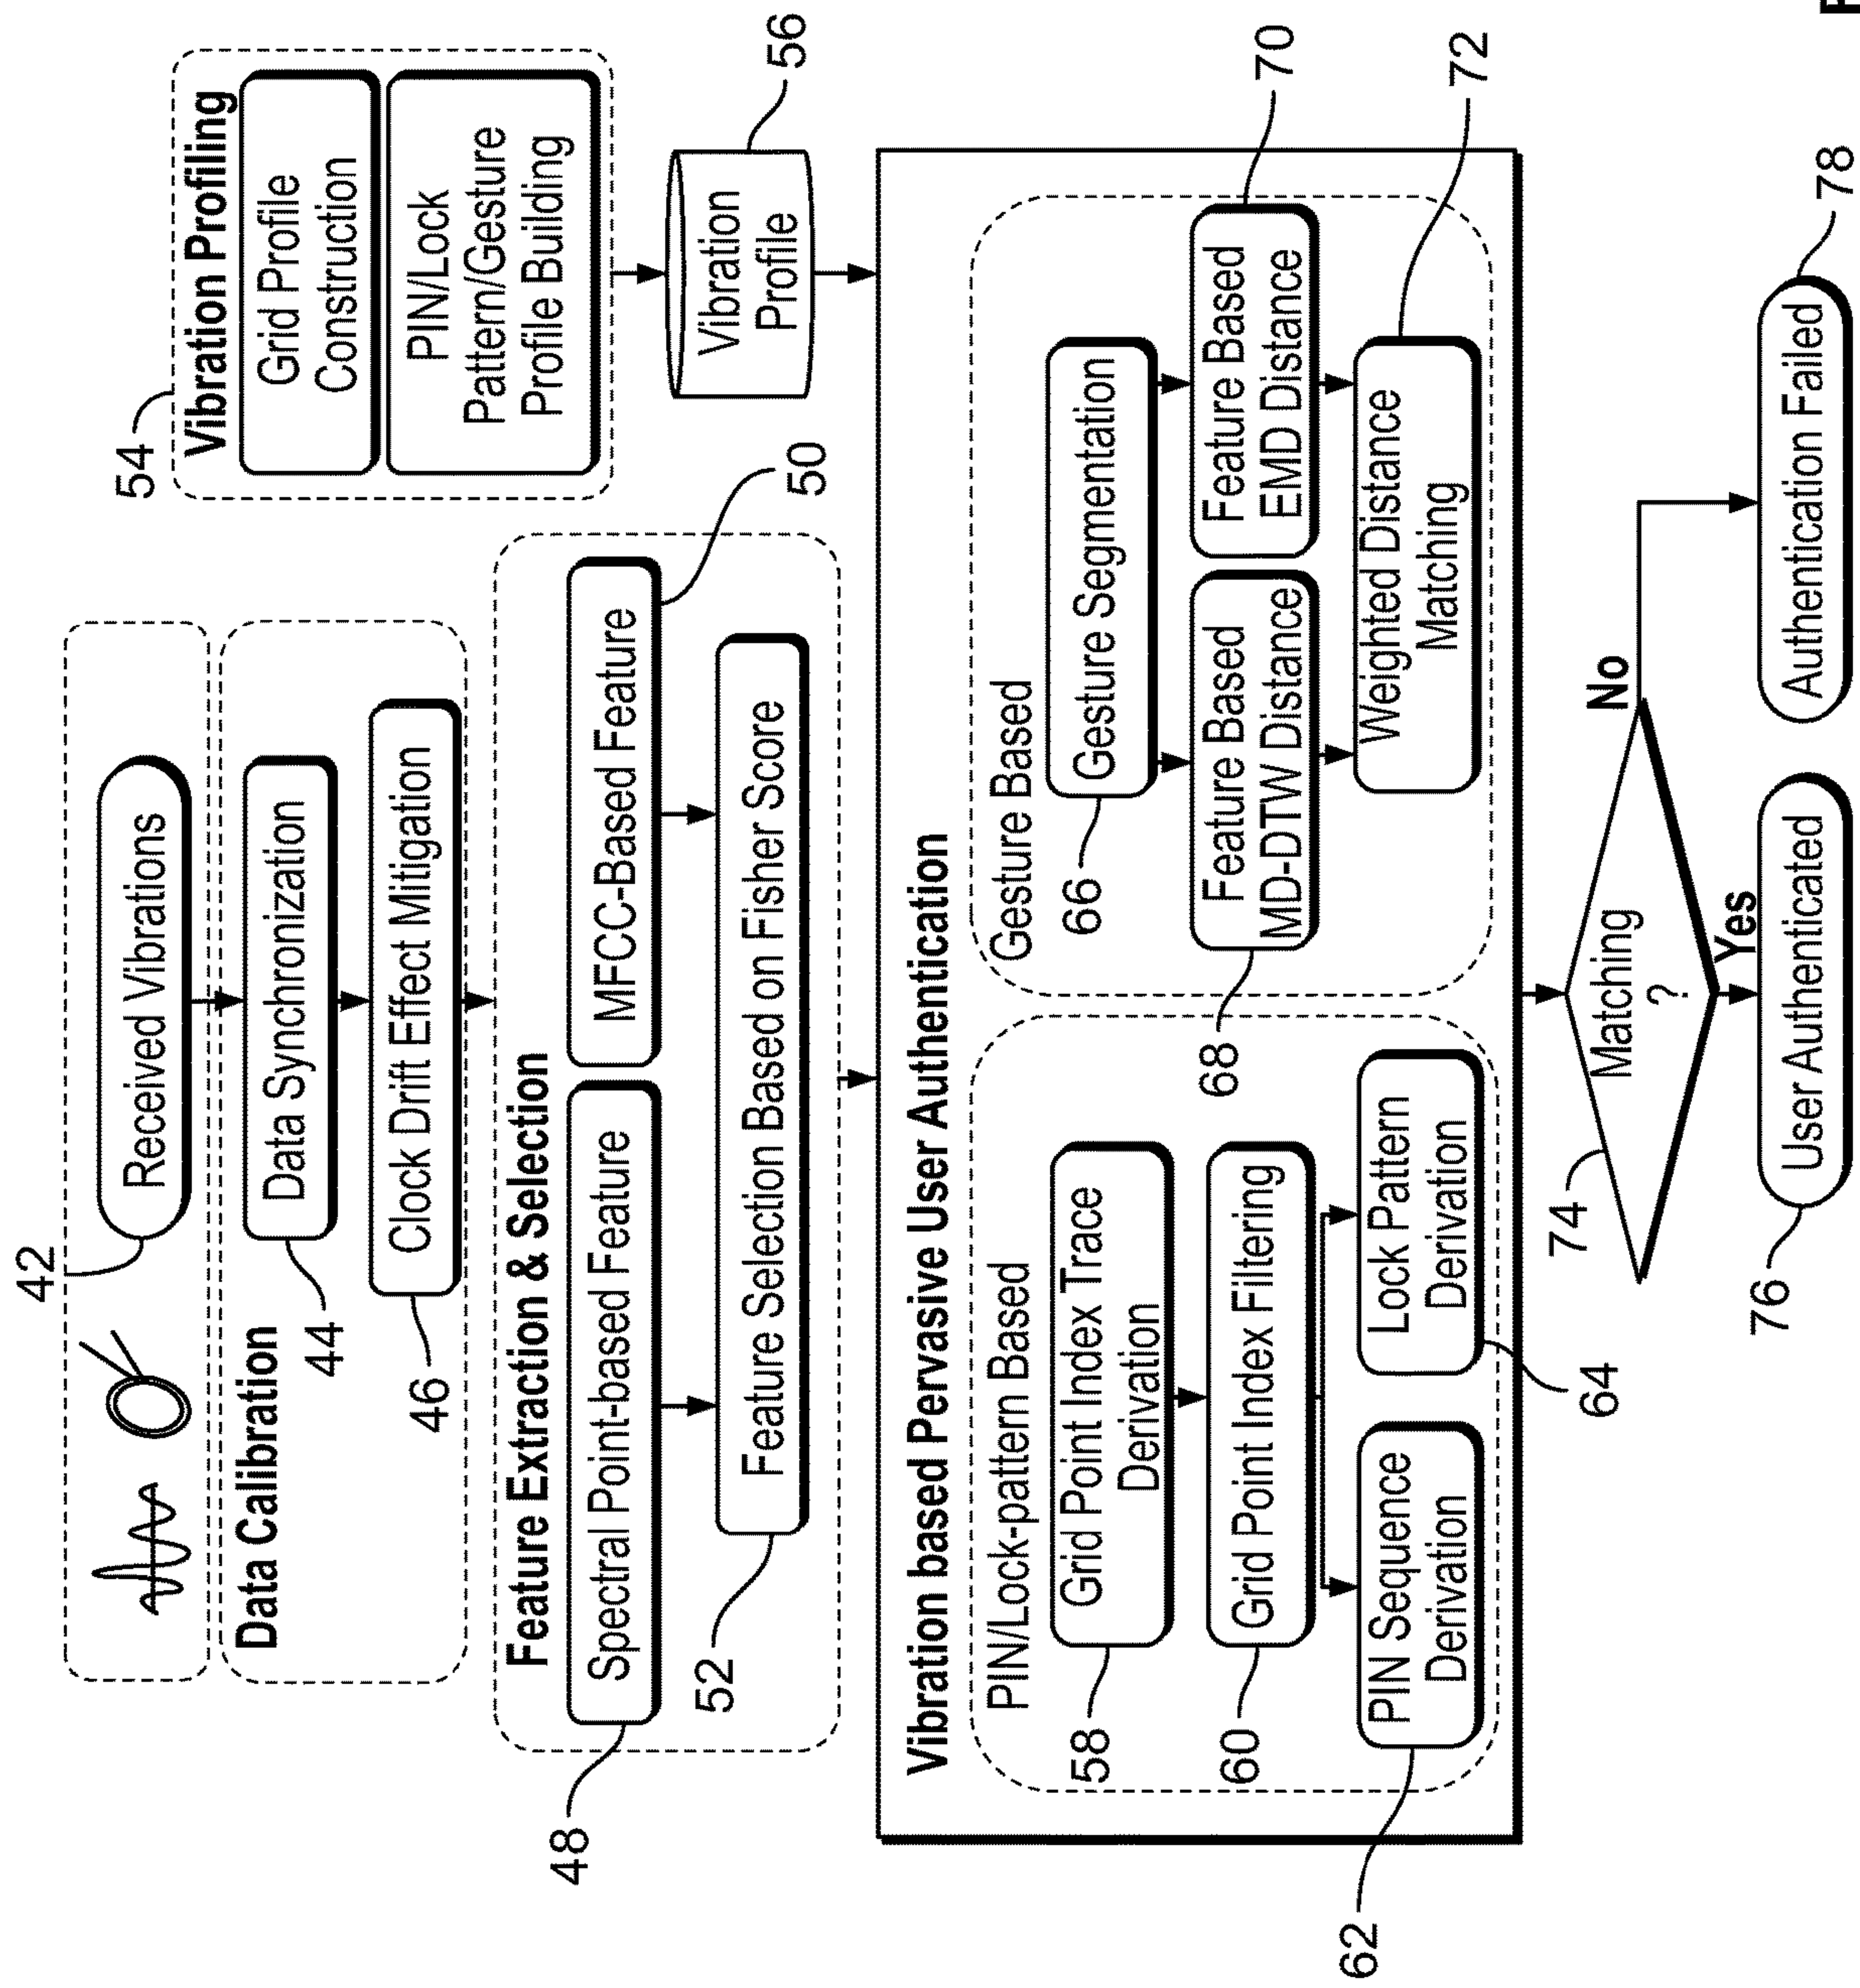 42
Received Vibrations
Data Calibration
44
Data Synchronization
46
Clock Drift Effect Mitigation
Feature Extraction & Selection
48
Spectral Point-based Feature
MFCC-Based Feature
50
52
Feature Selection Based on Fisher Score
54
Vibration Profiling
Grid Profile
Construction
PIN/Lock
Pattern/Gesture
Profile Building
56
Vibration
Profile
Vibration based Pervasive User Authentication
PIN/Lock-pattern Based
58
Grid Point Index Trace
Derivation
60
Grid Point Index Filtering
62
PIN Sequence
Derivation
Lock Pattern
Derivation
64
Gesture Based
66
Gesture Segmentation
68
Feature Based
MD-DTW Distance
Feature Based
EMD Distance
70
Weighted Distance
Matching
72
74
Matching
?
No
Yes
76
User Authenticated
Authentication Failed
78